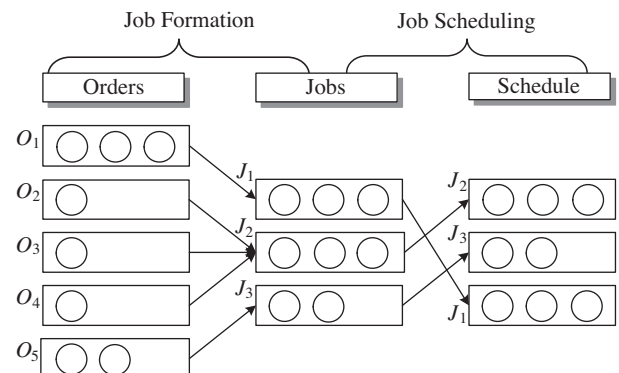 Job Formation Job Scheduling
Orders Jobs Schedule
O1
J1
O2 J2
J2
O3 J3
O4 J3
J1
O5